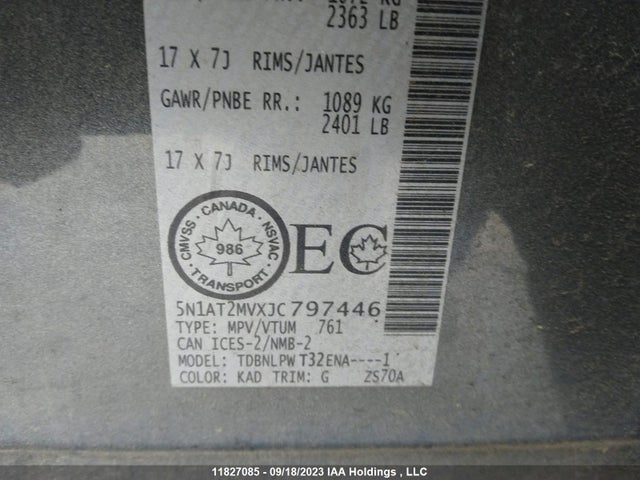 2363 LB
17 X 7J RIMS/JANTES
GAWR/PNBE RR.: 1089 KG
2401 LB
17 X 7J RIMS/JANTES
CMVSS · CANADA · NSVAC
986
TRANSPORT
EC
5N1AT2MVXJC797446
TYPE: MPV/VTUM 761
CAN ICES-2/NMB-2
MODEL: TDBNLPW T32ENA----1
COLOR: KAD TRIM: G ZS70A
11827085 - 09/18/2023 IAA Holdings , LLC